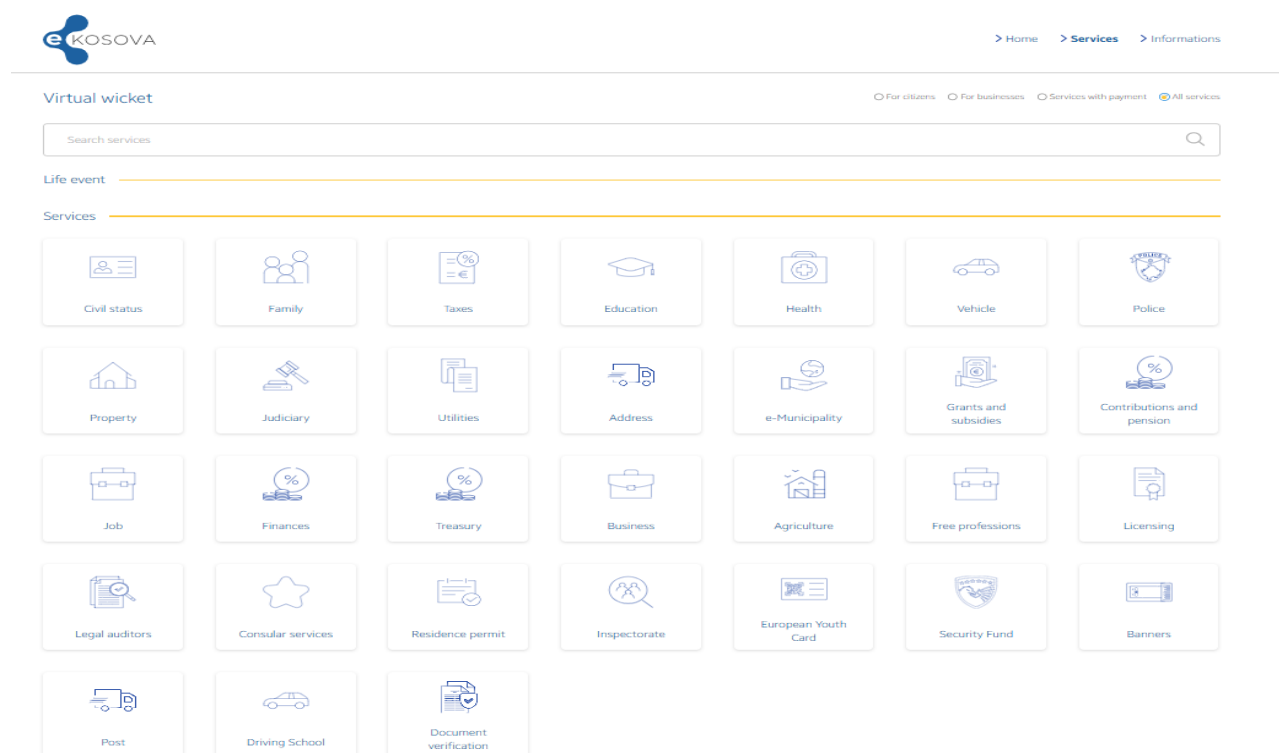 e KOSOVA
> Home > Services > Informations
Virtual wicket
For citizens For businesses Services with payment All services
Search services
Life event
Services
Civil status Family Taxes Education Health Vehicle POLICE Police
Property Judiciary Utilities Address e-Municipality Grants and subsidies Contributions and pension
Job Finances Treasury Business Agriculture Free professions Licensing
Legal auditors Consular services Residence permit Inspectorate European Youth Card Security Fund Banners
Post Driving School Document verification